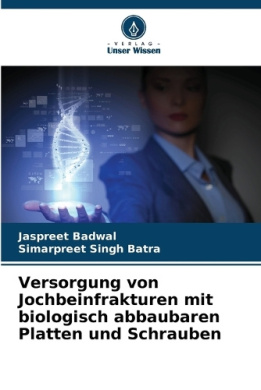 - VERLAG -
Unser Wissen
Jaspreet Badwal
Simarpreet Singh Batra
Versorgung von
Jochbeinfrakturen mit
biologisch abbaubaren
Platten und Schrauben